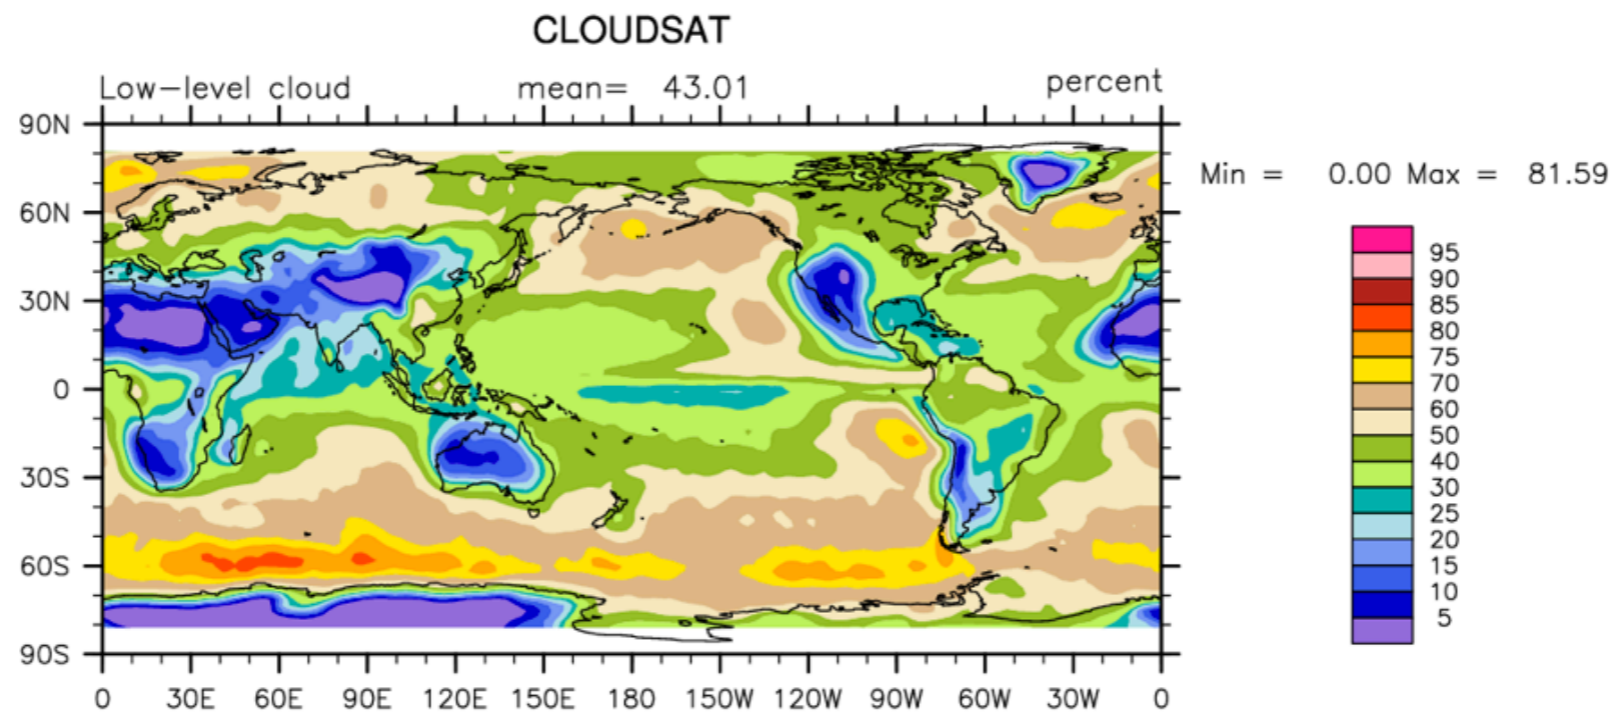 CLOUDSAT
Low-level cloud mean= 43.01 percent
Min = 0.00 Max = 81.59
90N
60N
30N
0
30S
60S
90S
0 30E 60E 90E 120E 150E 180 150W 120W 90W 60W 30W 0
95
90
85
80
75
70
60
50
40
30
25
20
15
10
5